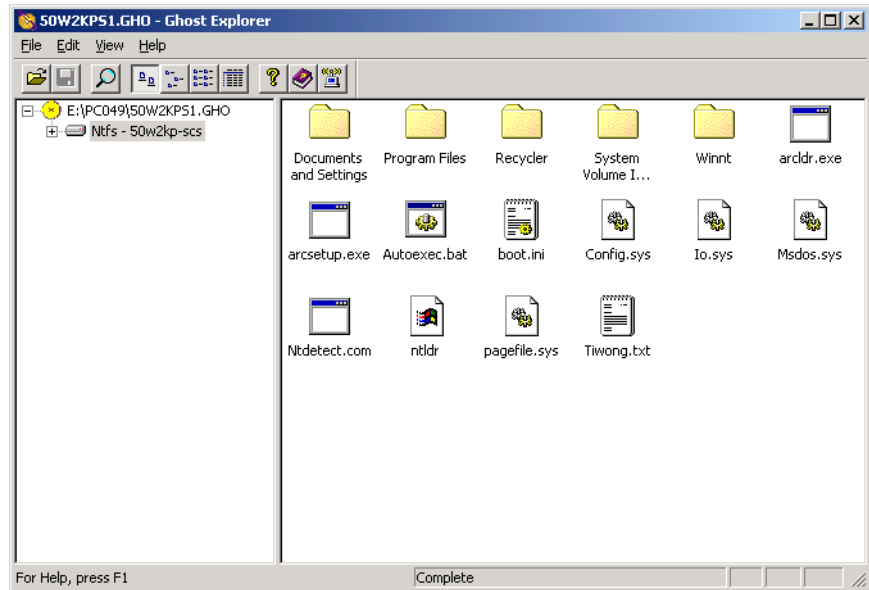 50W2KPS1.GHO - Ghost Explorer
File Edit View Help
E:\PC049\50W2KPS1.GHO
Ntfs - 50w2kp-scs
Documents and Settings
Program Files
Recycler
System Volume I...
Winnt
arcldr.exe
arcsetup.exe
Autoexec.bat
boot.ini
Config.sys
Io.sys
Msdos.sys
Ntdetect.com
ntldr
pagefile.sys
Tiwong.txt
For Help, press F1
Complete